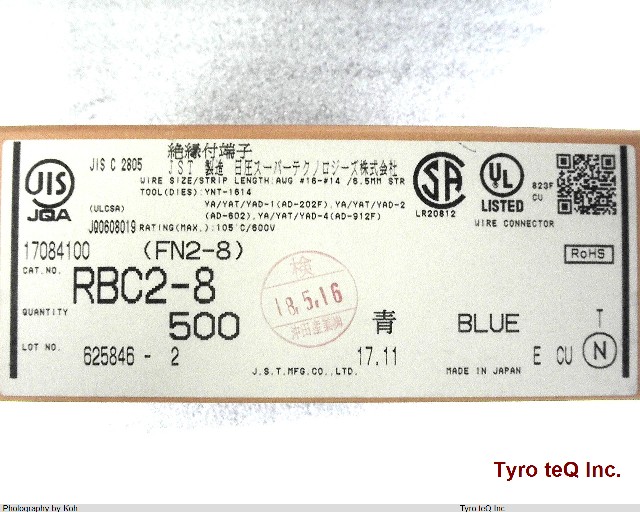 JIS
JQA
JIS C 2805
絶縁付端子
JST 製造 日圧スーパーテクノロジーズ株式会社
WIRE SIZE/STRIP LENGTH:AWG #16-#14 /6.5MM STR
TOOL(DIES):YNT-1614
YA/YAT/YAD-1(AD-202F).YA/YAT/YAD-2
(AD-602).YA/YAT/YAD-4(AD-912F)
(ULCSA)
JQ0608019
RATING(MAX.):105°C/600V
SA
LR20812
UL
LISTED
823F
CU
WIRE CONNECTOR
17084100
(FN2-8)
RoHS
CAT.NO.
RBC2-8
検
18.5.16
QUANTITY
500
青
BLUE
T
LOT NO.
625846 - 2
17.11
E CU N
J.S.T.MFG.CO.,LTD.
MADE IN JAPAN
Tyro teQ Inc.
Photography by Koh
Tyro teQ Inc